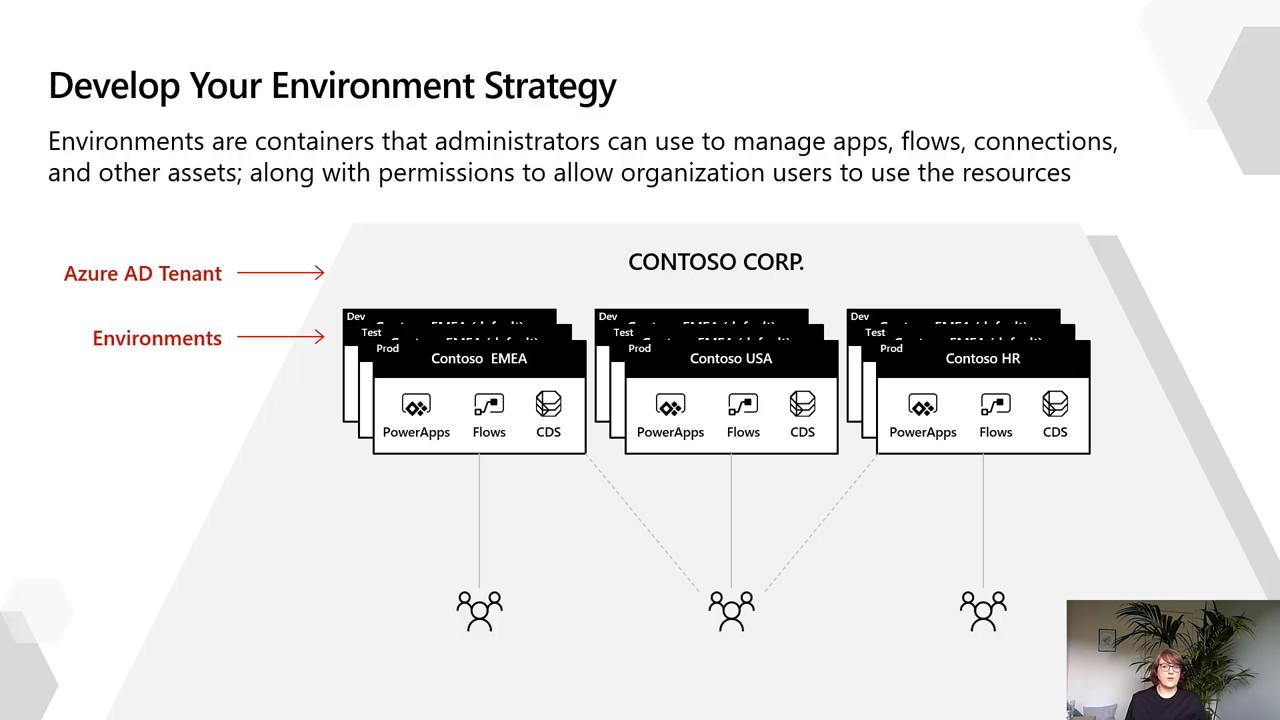 Develop Your Environment Strategy
Environments are containers that administrators can use to manage apps, flows, connections,
and other assets; along with permissions to allow organization users to use the resources
Azure AD Tenant
CONTOSO CORP.
Environments
Dev
Test
Prod
Contoso EMEA
PowerApps
Flows
CDS
Dev
Test
Prod
Contoso USA
PowerApps
Flows
CDS
Dev
Test
Prod
Contoso HR
PowerApps
Flows
CDS